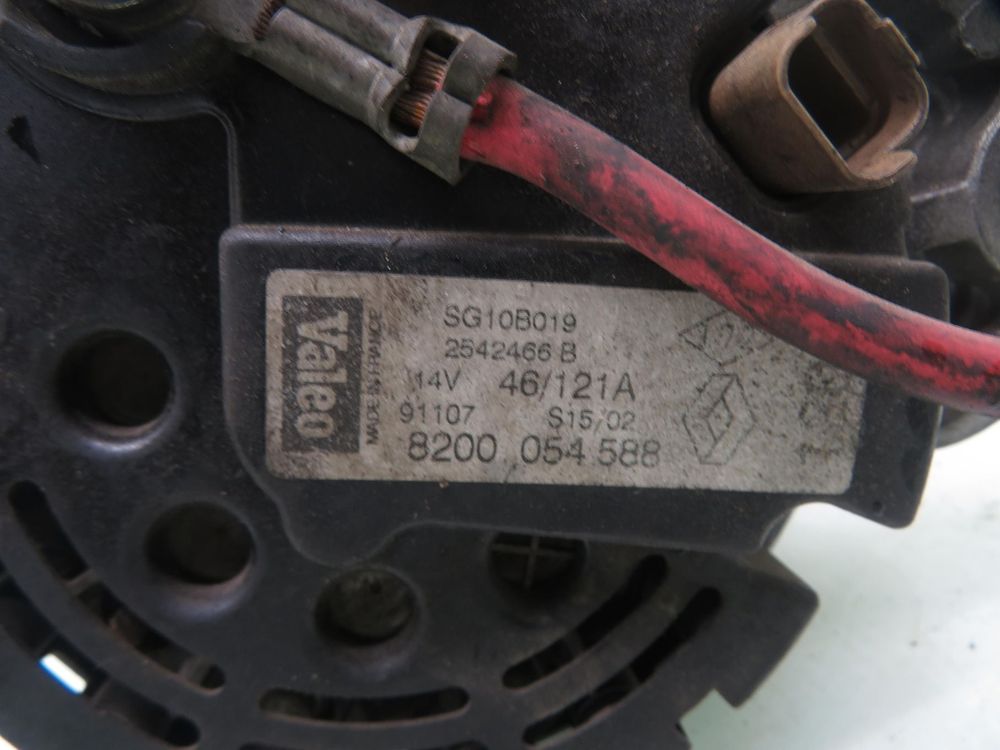 Valeo
MADE IN FRANCE
SG10B019
2542466 B
14V 46/121A
91107 S15/02
8200 054 588